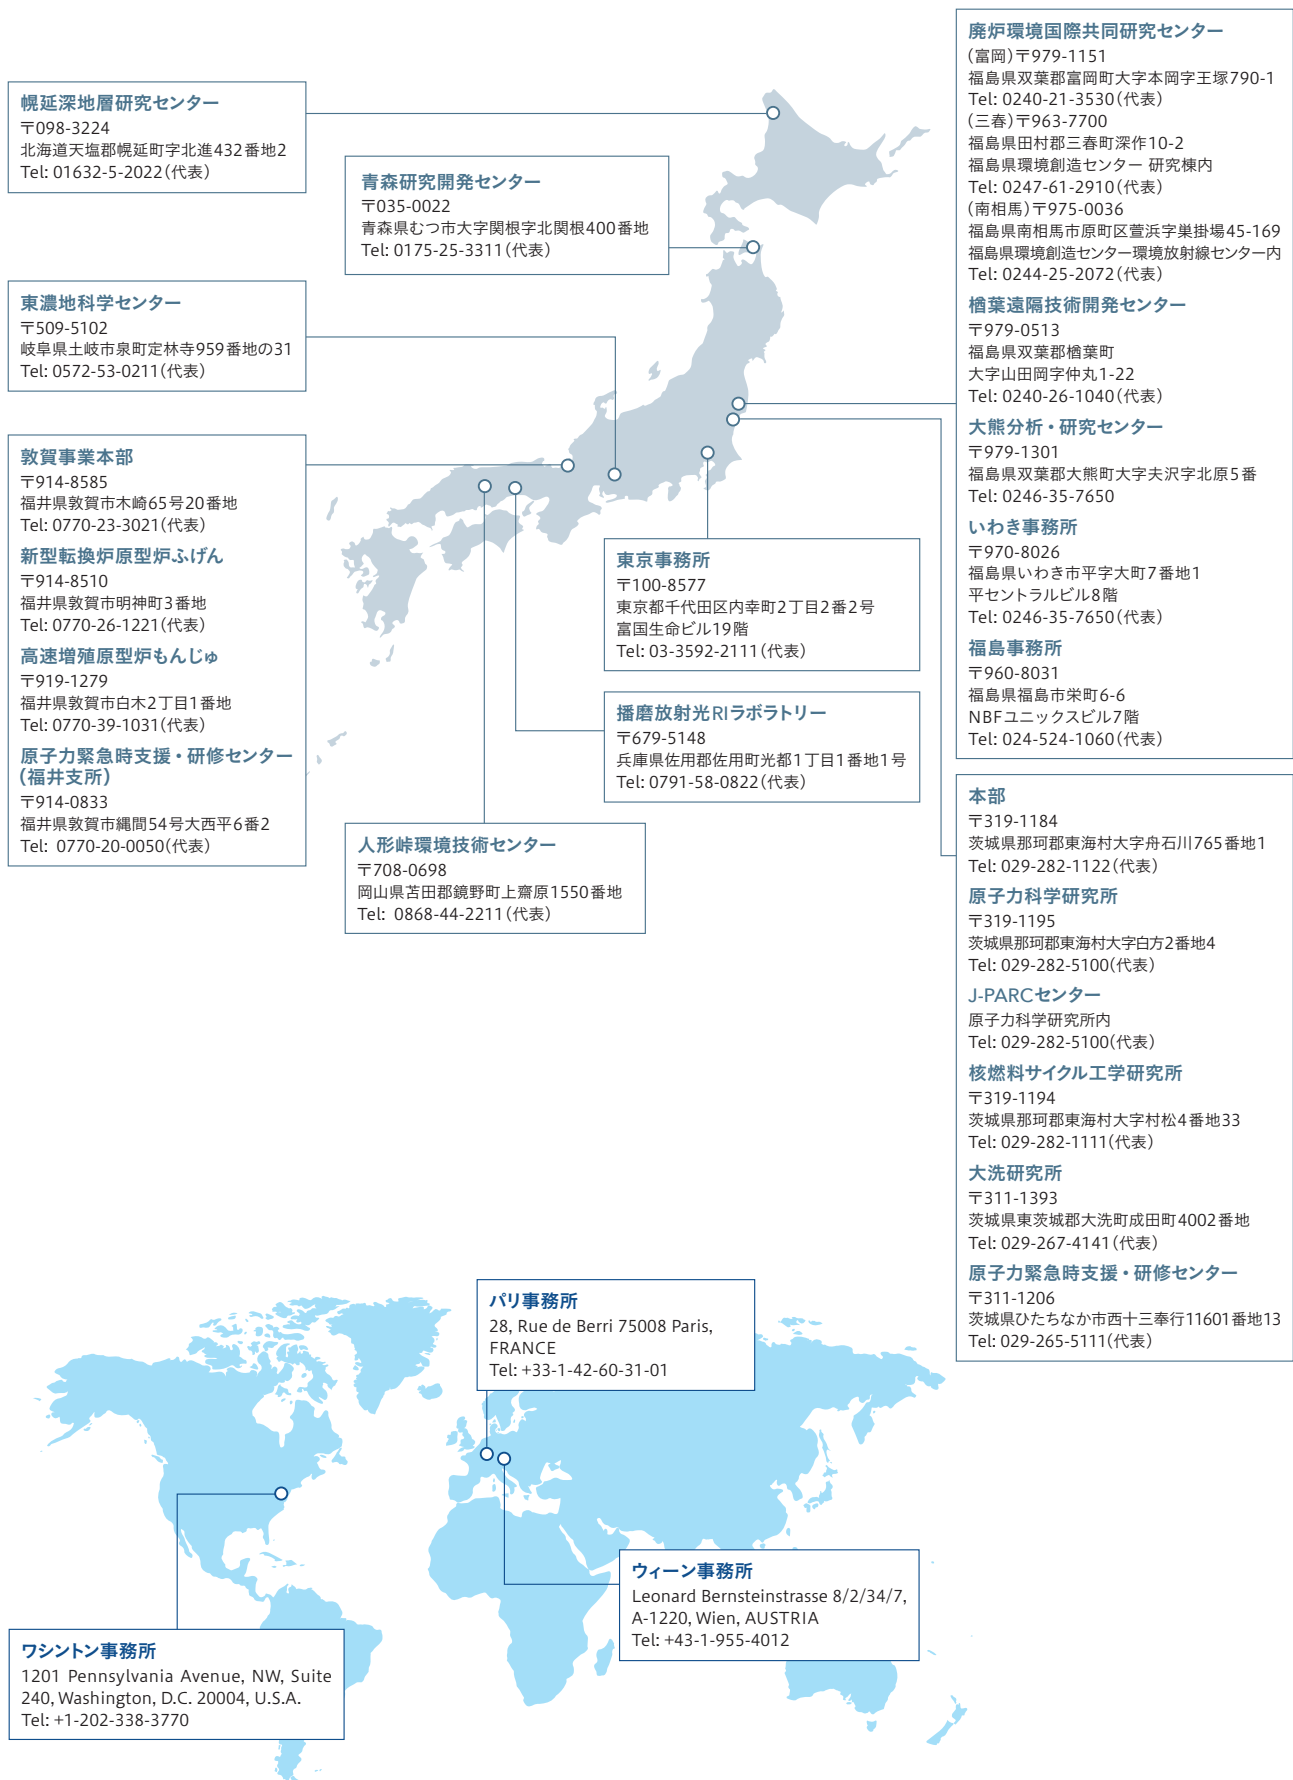 幌延深地層研究センター
〒098-3224
北海道天塩郡幌延町字北進432番地2
Tel: 01632-5-2022(代表)
青森研究開発センター
〒035-0022
青森県むつ市大字関根字北関根400番地
Tel: 0175-25-3311(代表)
東濃地科学センター
〒509-5102
岐阜県土岐市泉町定林寺959番地の31
Tel: 0572-53-0211(代表)
敦賀事業本部
〒914-8585
福井県敦賀市木崎65号20番地
Tel: 0770-23-3021(代表)
新型転換炉原型炉ふげん
〒914-8510
福井県敦賀市明神町3番地
Tel: 0770-26-1221(代表)
高速増殖原型炉もんじゅ
〒919-1279
福井県敦賀市白木2丁目1番地
Tel: 0770-39-1031(代表)
原子力緊急時支援・研修センター
(福井支所)
〒914-0833
福井県敦賀市縄間54号大西平6番2
Tel: 0770-20-0050(代表)
東京事務所
〒100-8577
東京都千代田区内幸町2丁目2番2号
富国生命ビル19階
Tel: 03-3592-2111(代表)
播磨放射光RIラボラトリー
〒679-5148
兵庫県佐用郡佐用町光都1丁目1番地1号
Tel: 0791-58-0822(代表)
人形峠環境技術センター
〒708-0698
岡山県苫田郡鏡野町上齋原1550番地
Tel: 0868-44-2211(代表)
廃炉環境国際共同研究センター
(富岡)〒979-1151
福島県双葉郡富岡町大字本岡字王塚790-1
Tel: 0240-21-3530(代表)
(三春)〒963-7700
福島県田村郡三春町深作10-2
福島県環境創造センター 研究棟内
Tel: 0247-61-2910(代表)
(南相馬)〒975-0036
福島県南相馬市原町区萱浜字巣掛場45-169
福島県環境創造センター環境放射線センター内
Tel: 0244-25-2072(代表)
楢葉遠隔技術開発センター
〒979-0513
福島県双葉郡楢葉町
大字山田岡字仲丸1-22
Tel: 0240-26-1040(代表)
大熊分析・研究センター
〒979-1301
福島県双葉郡大熊町大字夫沢字北原5番
Tel: 0246-35-7650
いわき事務所
〒970-8026
福島県いわき市平字大町7番地1
平セントラルビル8階
Tel: 0246-35-7650(代表)
福島事務所
〒960-8031
福島県福島市栄町6-6
NBFユニックスビル7階
Tel: 024-524-1060(代表)
本部
〒319-1184
茨城県那珂郡東海村大字舟石川765番地1
Tel: 029-282-1122(代表)
原子力科学研究所
〒319-1195
茨城県那珂郡東海村大字白方2番地4
Tel: 029-282-5100(代表)
J-PARCセンター
原子力科学研究所内
Tel: 029-282-5100(代表)
核燃料サイクル工学研究所
〒319-1194
茨城県那珂郡東海村大字村松4番地33
Tel: 029-282-1111(代表)
大洗研究所
〒311-1393
茨城県東茨城郡大洗町成田町4002番地
Tel: 029-267-4141(代表)
原子力緊急時支援・研修センター
〒311-1206
茨城県ひたちなか市西十三奉行11601番地13
Tel: 029-265-5111(代表)
パリ事務所
28, Rue de Berri 75008 Paris,
FRANCE
Tel: +33-1-42-60-31-01
ウィーン事務所
Leonard Bernsteinstrasse 8/2/34/7,
A-1220, Wien, AUSTRIA
Tel: +43-1-955-4012
ワシントン事務所
1201 Pennsylvania Avenue, NW, Suite
240, Washington, D.C. 20004, U.S.A.
Tel: +1-202-338-3770